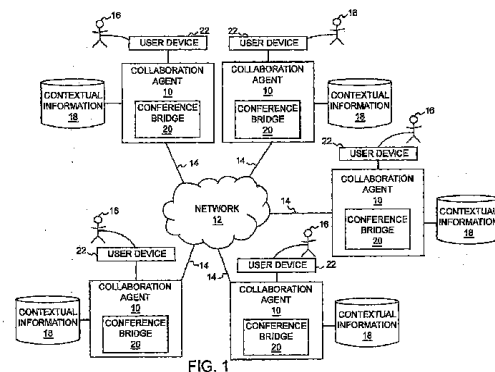 16
22
USER DEVICE
COLLABORATION
AGENT
10
CONFERENCE
BRIDGE
20
CONTEXTUAL
INFORMATION
18
14
22
USER DEVICE
16
COLLABORATION
AGENT
10
CONFERENCE
BRIDGE
20
CONTEXTUAL
INFORMATION
18
14
16
22
USER DEVICE
COLLABORATION
AGENT
10
CONFERENCE
BRIDGE
20
CONTEXTUAL
INFORMATION
18
14
NETWORK
12
16
22
USER DEVICE
COLLABORATION
AGENT
10
CONFERENCE
BRIDGE
20
CONTEXTUAL
INFORMATION
18
14
16
USER DEVICE
22
COLLABORATION
AGENT
10
CONFERENCE
BRIDGE
20
CONTEXTUAL
INFORMATION
18
14
FIG. 1